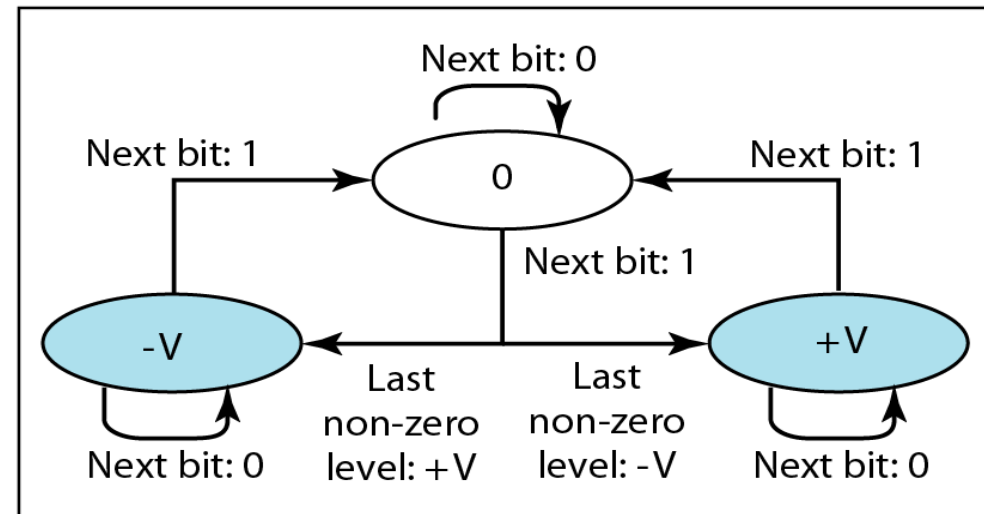 Next bit: 0
Next bit: 1
0
Next bit: 1
Next bit: 1
-V
+V
Last
non-zero
level: +V
Last
non-zero
level: -V
Next bit: 0
Next bit: 0